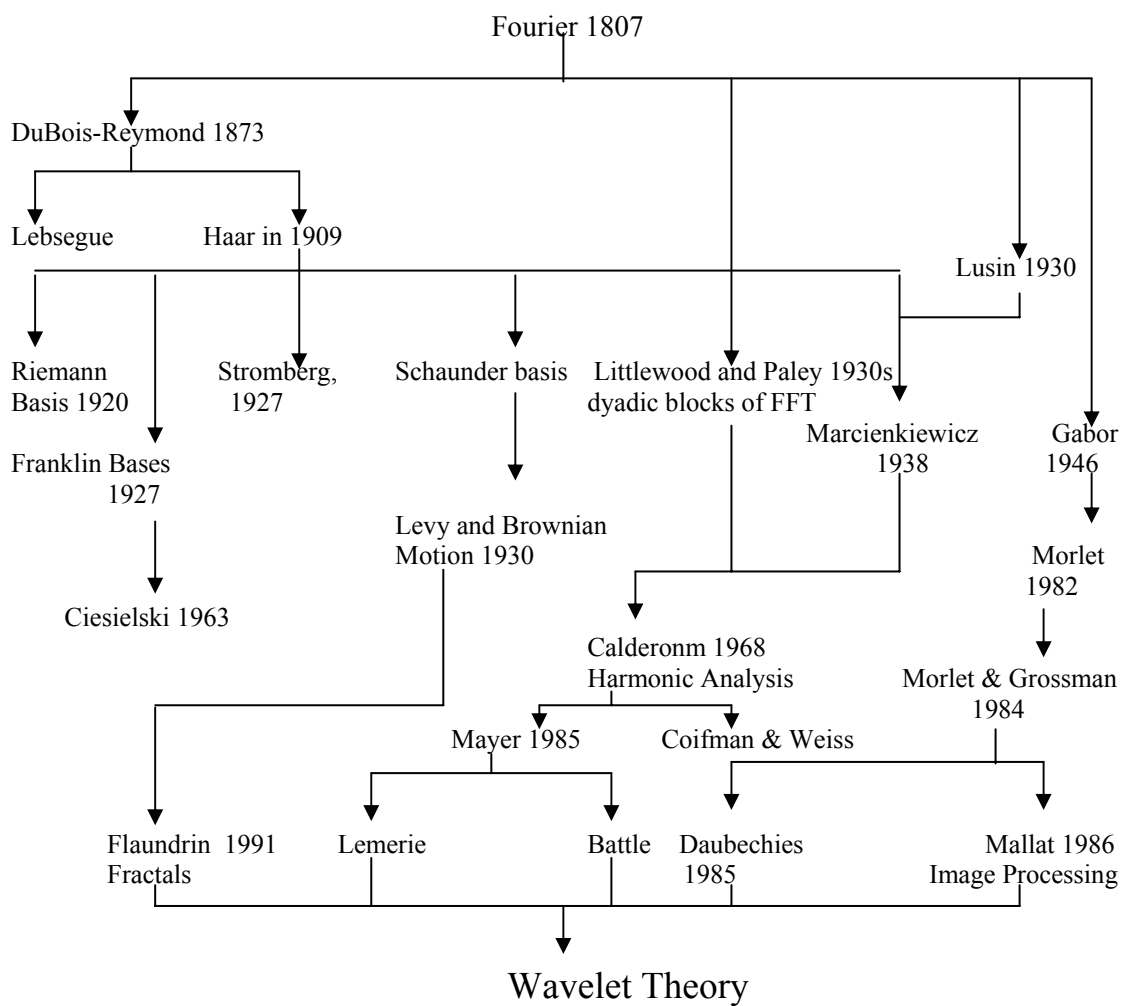 Fourier 1807
DuBois-Reymond 1873
Lebsegue
Haar in 1909
Lusin 1930
Riemann
Basis 1920
Stromberg,
1927
Schaunder basis
Littlewood and Paley 1930s
dyadic blocks of FFT
Marcienkiewicz
1938
Gabor
1946
Franklin Bases
1927
Levy and Brownian
Motion 1930
Morlet
1982
Ciesielski 1963
Calderonm 1968
Harmonic Analysis
Morlet & Grossman
1984
Mayer 1985
Coifman & Weiss
Flaundrin 1991
Fractals
Lemerie
Battle
Daubechies
1985
Mallat 1986
Image Processing
Wavelet Theory